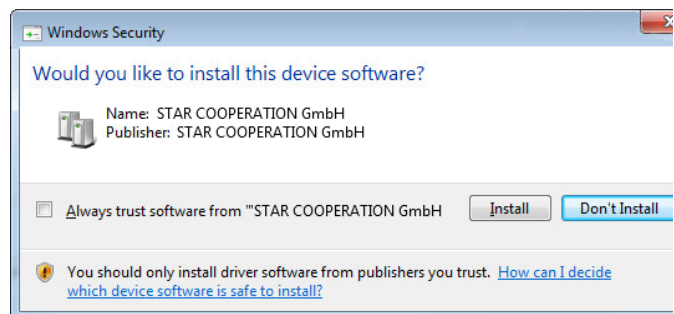 Windows Security
Would you like to install this device software?
Name: STAR COOPERATION GmbH
Publisher: STAR COOPERATION GmbH
Always trust software from "'STAR COOPERATION GmbH
Install
Don't Install
You should only install driver software from publishers you trust. How can I decide
which device software is safe to install?